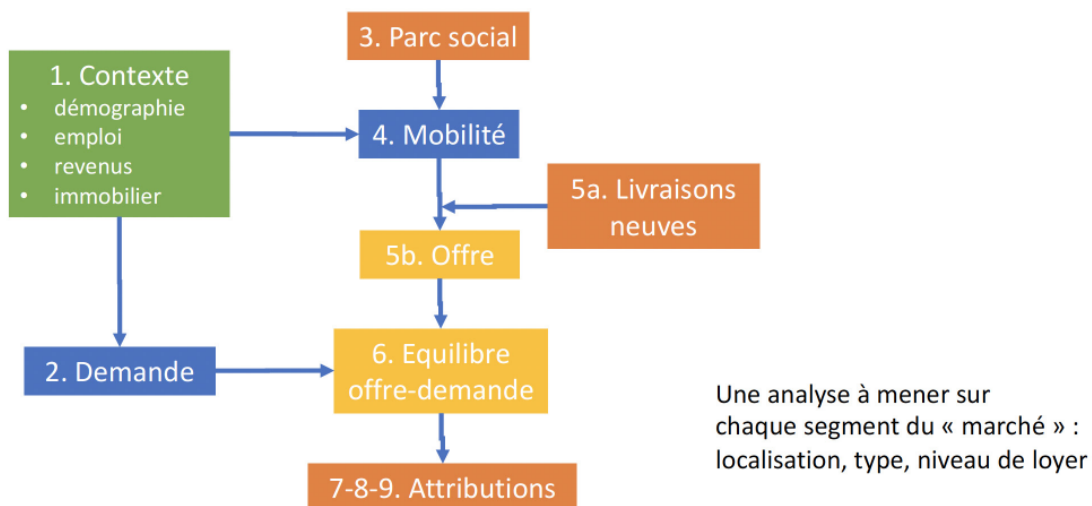 3. Parc social
1. Contexte
• démographie
• emploi
• revenus
• immobilier
4. Mobilité
5a. Livraisons
neuves
5b. Offre
2. Demande
6. Equilibre
offre-demande
Une analyse à mener sur
chaque segment du « marché » :
localisation, type, niveau de loyer
7-8-9. Attributions